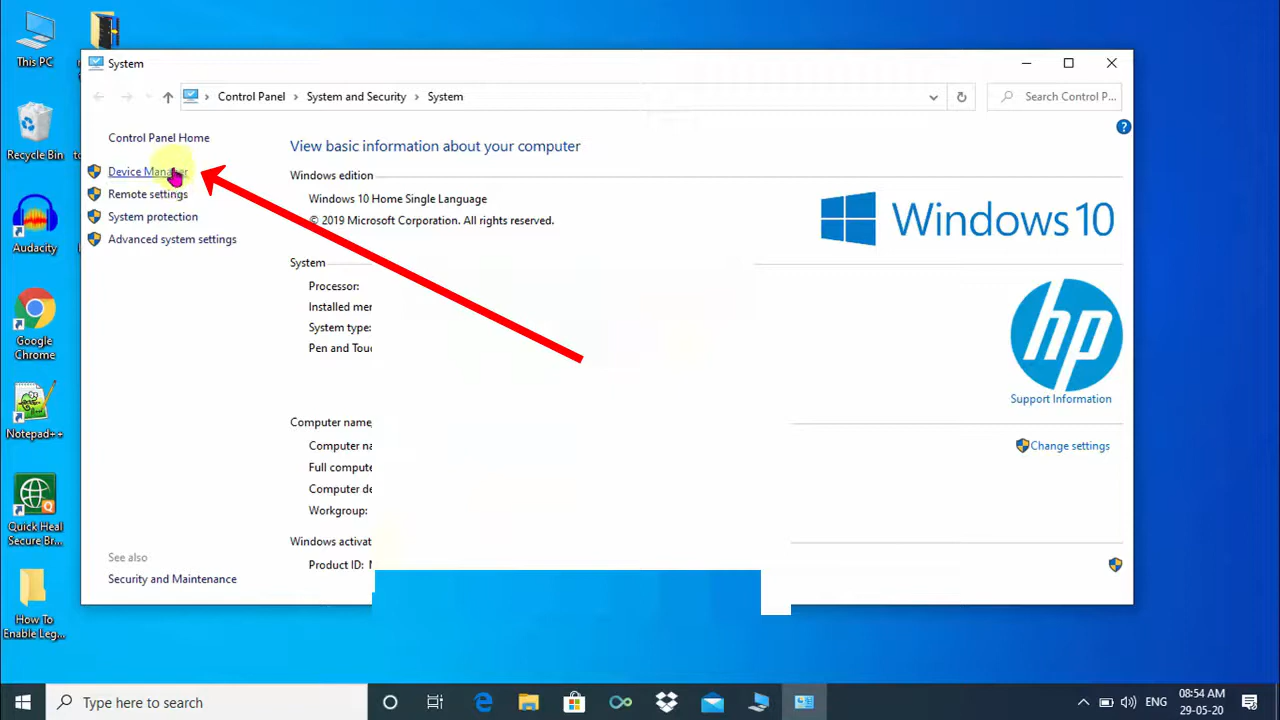 This PC
Recycle Bin
Audacity
Google
Chrome
Notepad++
Quick Heal
Secure Br...
How To
Enable Leg...
System
Control Panel
System and Security
System
Search Control P...
Control Panel Home
Device Manager
Remote settings
System protection
Advanced system settings
See also
Security and Maintenance
View basic information about your computer
Windows edition
Windows 10 Home Single Language
© 2019 Microsoft Corporation. All rights reserved.
Windows 10
System
Processor:
Installed mer
System type:
Pen and Touc
hp
Support Information
Computer name,
Computer na
Full compute
Computer de
Workgroup:
Change settings
Windows activat
Product ID:
Type here to search
ENG
08:54 AM
29-05-20